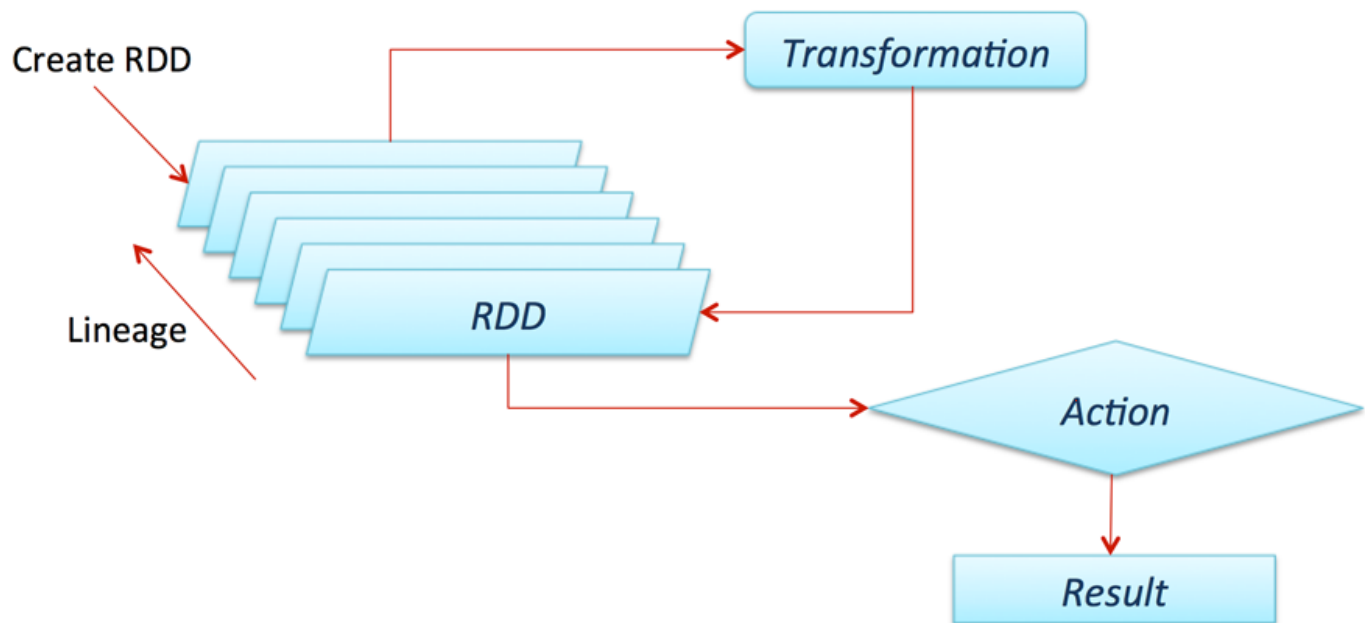 Create RDD
Transformation
Lineage
RDD
Action
Result